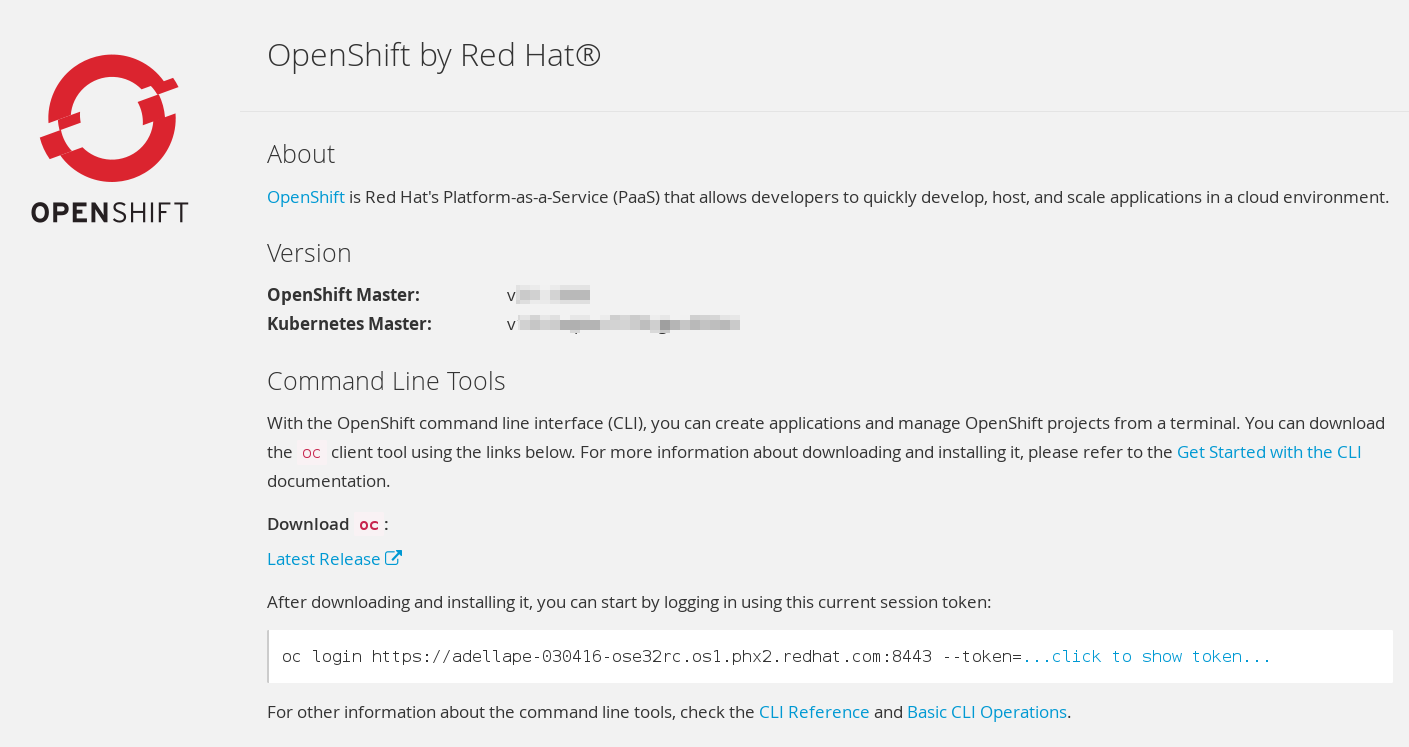 OpenShift by Red Hat®
OPENSHIFT
About
OpenShift is Red Hat's Platform-as-a-Service (PaaS) that allows developers to quickly develop, host, and scale applications in a cloud environment.
Version
OpenShift Master: v
Kubernetes Master: v
Command Line Tools
With the OpenShift command line interface (CLI), you can create applications and manage OpenShift projects from a terminal. You can download
the oc client tool using the links below. For more information about downloading and installing it, please refer to the Get Started with the CLI
documentation.
Download oc :
Latest Release
After downloading and installing it, you can start by logging in using this current session token:
oc login https://adellape-030416-ose32rc.os1.phx2.redhat.com:8443 --token=...click to show token...
For other information about the command line tools, check the CLI Reference and Basic CLI Operations.